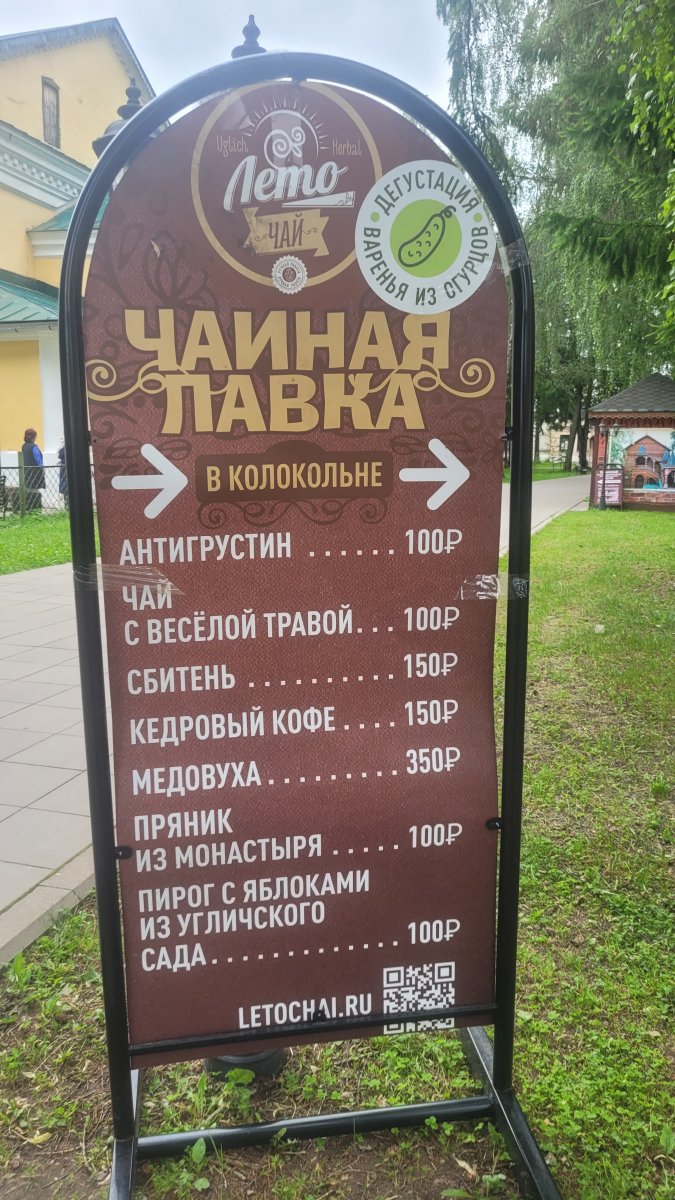 Uglich Herbal
Лето
ЧАЙ
ДЕГУСТАЦИЯ
ВАРЕНЬЯ ИЗ ОГУРЦОВ
ЧАЙНАЯ
ЛАВКА
В КОЛОКОЛЬНЕ
АНТИГРУСТИН ...... 100₽
ЧАЙ
С ВЕСЁЛОЙ ТРАВОЙ... 100₽
СБИТЕНЬ .......... 150₽
КЕДРОВЫЙ КОФЕ .... 150₽
МЕДОВУХА ......... 350₽
ПРЯНИК
ИЗ МОНАСТЫРЯ ..... 100₽
ПИРОГ С ЯБЛОКАМИ
ИЗ УГЛИЧСКОГО
САДА ............. 100₽
LETOCHAI.RU